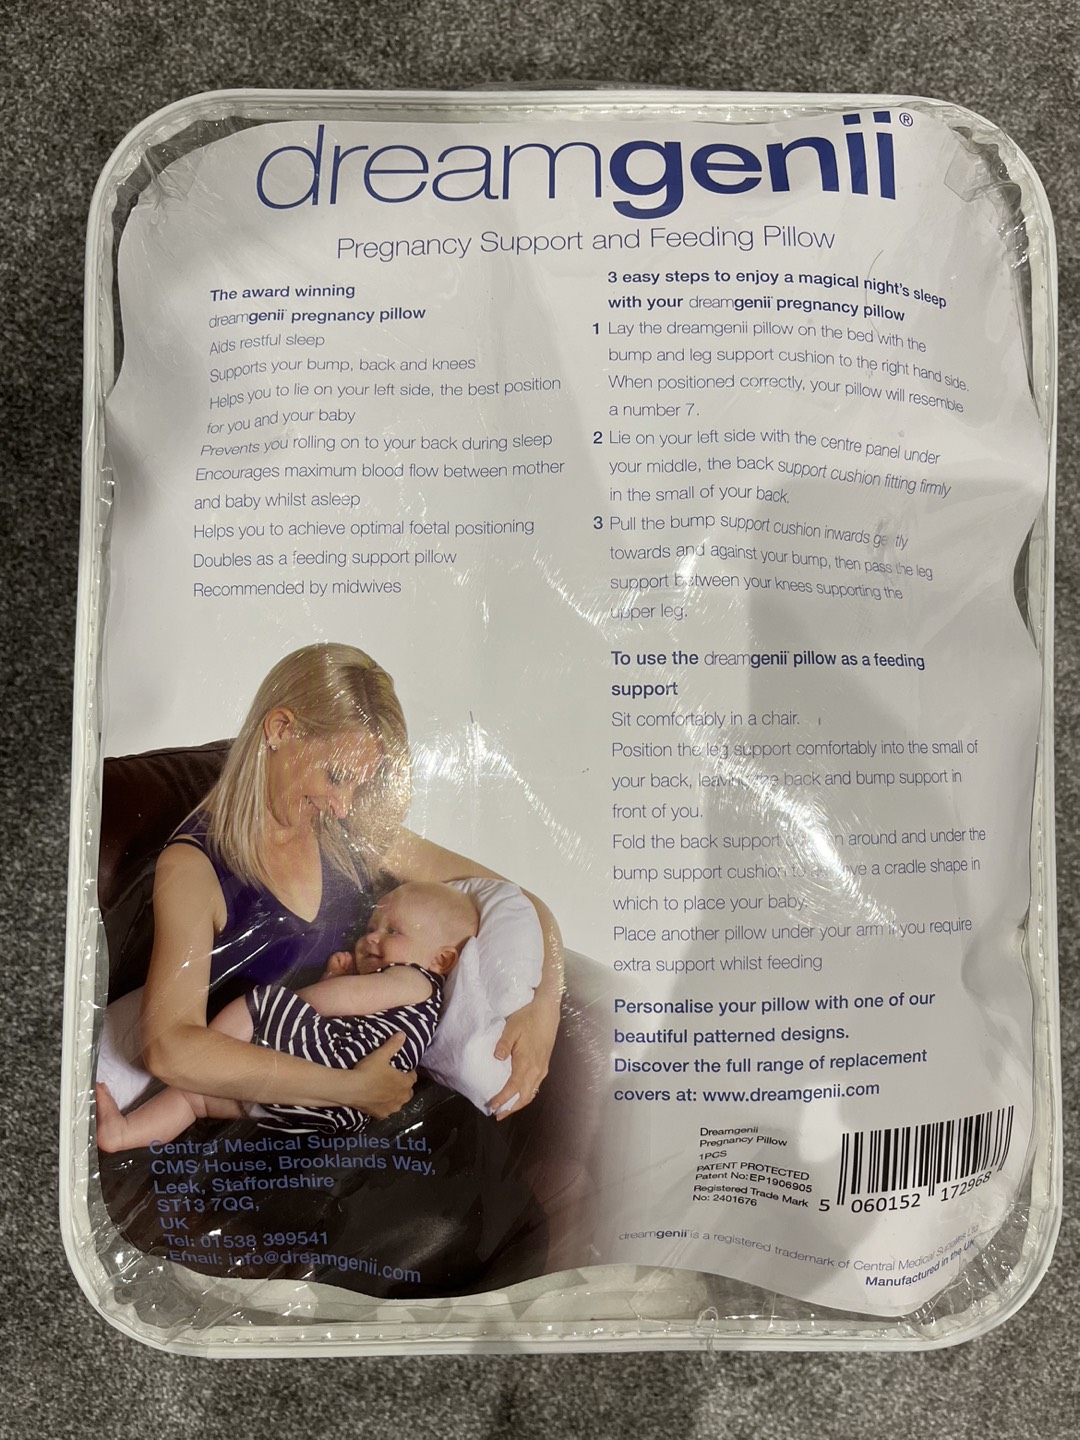 dreamgenii®
Pregnancy Support and Feeding Pillow
The award winning
dreamgenii® pregnancy pillow
Aids restful sleep
Supports your bump, back and knees
Helps you to lie on your left side, the best position
for you and your baby
Prevents you rolling on to your back during sleep
Encourages maximum blood flow between mother
and baby whilst asleep
Helps you to achieve optimal foetal positioning
Doubles as a feeding support pillow
Recommended by midwives
3 easy steps to enjoy a magical night's sleep
with your dreamgenii® pregnancy pillow
1 Lay the dreamgenii pillow on the bed with the
bump and leg support cushion to the right hand side.
When positioned correctly, your pillow will resemble
a number 7.
2 Lie on your left side with the centre panel under
your middle, the back support cushion fitting firmly
in the small of your back.
3 Pull the bump support cushion inwards gently
towards and against your bump, then pass the leg
support between your knees supporting the
upper leg.
To use the dreamgenii® pillow as a feeding
support
Sit comfortably in a chair.
Position the leg support comfortably into the small of
your back, leaving the back and bump support in
front of you.
Fold the back support around and under the
bump support cushion to a cradle shape in
which to place your baby.
Place another pillow under your arm if you require
extra support whilst feeding
Personalise your pillow with one of our
beautiful patterned designs.
Discover the full range of replacement
covers at: www.dreamgenii.com
Central Medical Supplies Ltd,
CMS House, Brooklands Way,
Leek, Staffordshire
ST13 7QG,
UK
Tel: 01538 399541
Email: info@dreamgenii.com
Dreamgenii
Pregnancy Pillow
1PCS
PATENT PROTECTED
Patent No:EP1906905
Registered Trade Mark
No: 2401676
5 060152 172968
dreamgenii® is a registered trademark of Central Medical Supplies Ltd
Manufactured in the UK